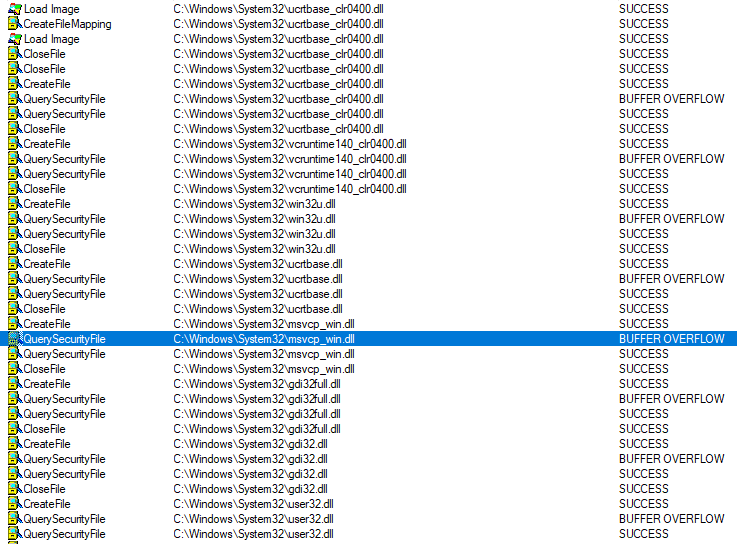 Load Image C:\Windows\System32\ucrtbase_clr0400.dll SUCCESS
CreateFileMapping C:\Windows\System32\ucrtbase_clr0400.dll SUCCESS
Load Image C:\Windows\System32\ucrtbase_clr0400.dll SUCCESS
CloseFile C:\Windows\System32\ucrtbase_clr0400.dll SUCCESS
CloseFile C:\Windows\System32\ucrtbase_clr0400.dll SUCCESS
CreateFile C:\Windows\System32\ucrtbase_clr0400.dll SUCCESS
QuerySecurityFile C:\Windows\System32\ucrtbase_clr0400.dll BUFFER OVERFLOW
QuerySecurityFile C:\Windows\System32\ucrtbase_clr0400.dll SUCCESS
CloseFile C:\Windows\System32\ucrtbase_clr0400.dll SUCCESS
CreateFile C:\Windows\System32\vcruntime140_clr0400.dll SUCCESS
QuerySecurityFile C:\Windows\System32\vcruntime140_clr0400.dll BUFFER OVERFLOW
QuerySecurityFile C:\Windows\System32\vcruntime140_clr0400.dll SUCCESS
CloseFile C:\Windows\System32\vcruntime140_clr0400.dll SUCCESS
CreateFile C:\Windows\System32\win32u.dll SUCCESS
QuerySecurityFile C:\Windows\System32\win32u.dll BUFFER OVERFLOW
QuerySecurityFile C:\Windows\System32\win32u.dll SUCCESS
CloseFile C:\Windows\System32\win32u.dll SUCCESS
CreateFile C:\Windows\System32\ucrtbase.dll SUCCESS
QuerySecurityFile C:\Windows\System32\ucrtbase.dll BUFFER OVERFLOW
QuerySecurityFile C:\Windows\System32\ucrtbase.dll SUCCESS
CloseFile C:\Windows\System32\ucrtbase.dll SUCCESS
CreateFile C:\Windows\System32\msvcp_win.dll SUCCESS
QuerySecurityFile C:\Windows\System32\msvcp_win.dll BUFFER OVERFLOW
QuerySecurityFile C:\Windows\System32\msvcp_win.dll SUCCESS
CloseFile C:\Windows\System32\msvcp_win.dll SUCCESS
CreateFile C:\Windows\System32\gdi32full.dll SUCCESS
QuerySecurityFile C:\Windows\System32\gdi32full.dll BUFFER OVERFLOW
QuerySecurityFile C:\Windows\System32\gdi32full.dll SUCCESS
CloseFile C:\Windows\System32\gdi32full.dll SUCCESS
CreateFile C:\Windows\System32\gdi32.dll SUCCESS
QuerySecurityFile C:\Windows\System32\gdi32.dll BUFFER OVERFLOW
QuerySecurityFile C:\Windows\System32\gdi32.dll SUCCESS
CloseFile C:\Windows\System32\gdi32.dll SUCCESS
CreateFile C:\Windows\System32\user32.dll SUCCESS
QuerySecurityFile C:\Windows\System32\user32.dll BUFFER OVERFLOW
QuerySecurityFile C:\Windows\System32\user32.dll SUCCESS